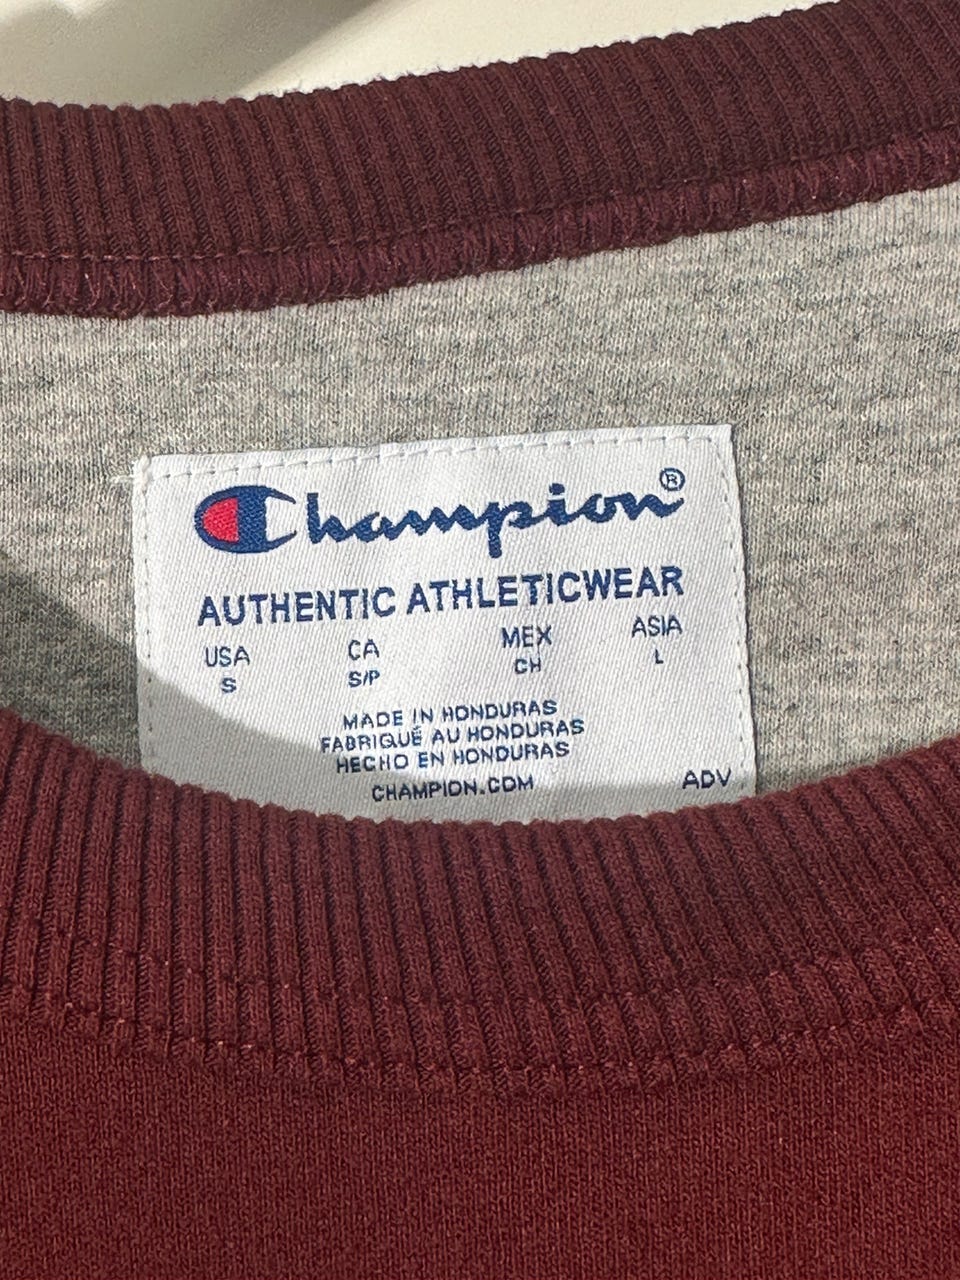 Champion®
AUTHENTIC ATHLETICWEAR
USA CA MEX ASIA
S S/P CH L
MADE IN HONDURAS
FABRIQUÉ AU HONDURAS
HECHO EN HONDURAS
CHAMPION.COM ADV